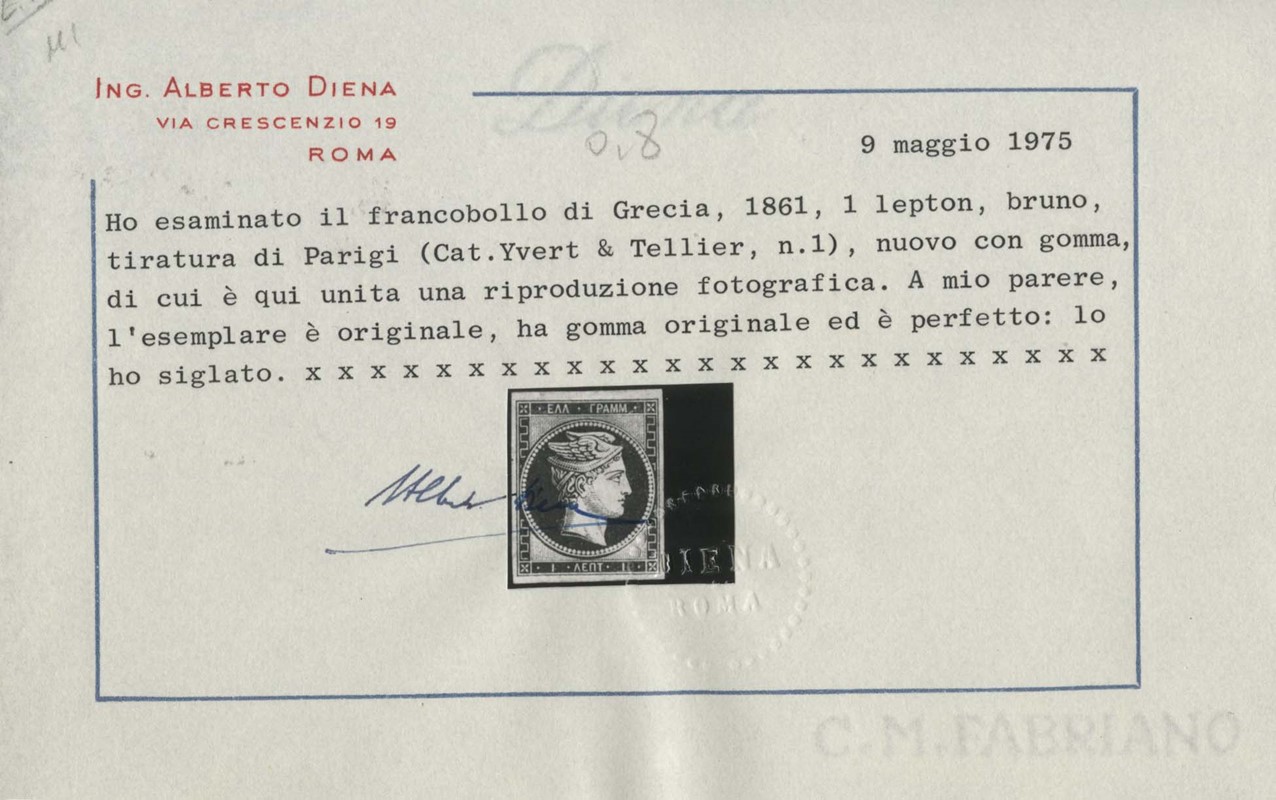 ING. ALBERTO DIENA
VIA CRESCENZIO 19
ROMA
0,8
9 maggio 1975
Ho esaminato il francobollo di Grecia, 1861, 1 lepton, bruno,
tiratura di Parigi (Cat.Yvert & Tellier, n.1), nuovo con gomma,
di cui è qui unita una riproduzione fotografica. A mio parere,
l'esemplare è originale, ha gomma originale ed è perfetto: lo
ho siglato. x x x x x x x x x x x x x x x x x x x x x x x x x
ΕΛΛ · ΓΡΑΜΜ ·
1 · ΛΕΠΤ · 1
DIENA
ROMA
C.M.FABRIANO